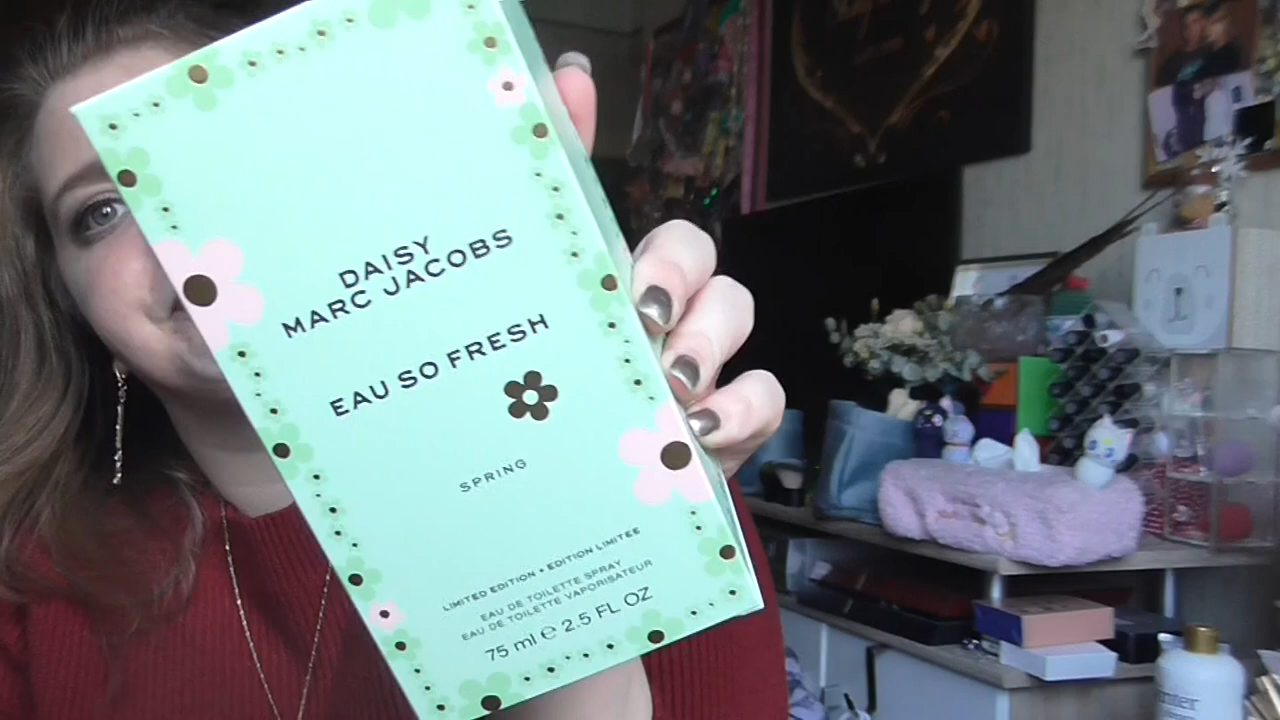 DAISY
MARC JACOBS
EAU SO FRESH
SPRING
LIMITED EDITION • EDITION LIMITÉE
EAU DE TOILETTE SPRAY
EAU DE TOILETTE VAPORISATEUR
75 ml ℮ 2.5 FL OZ